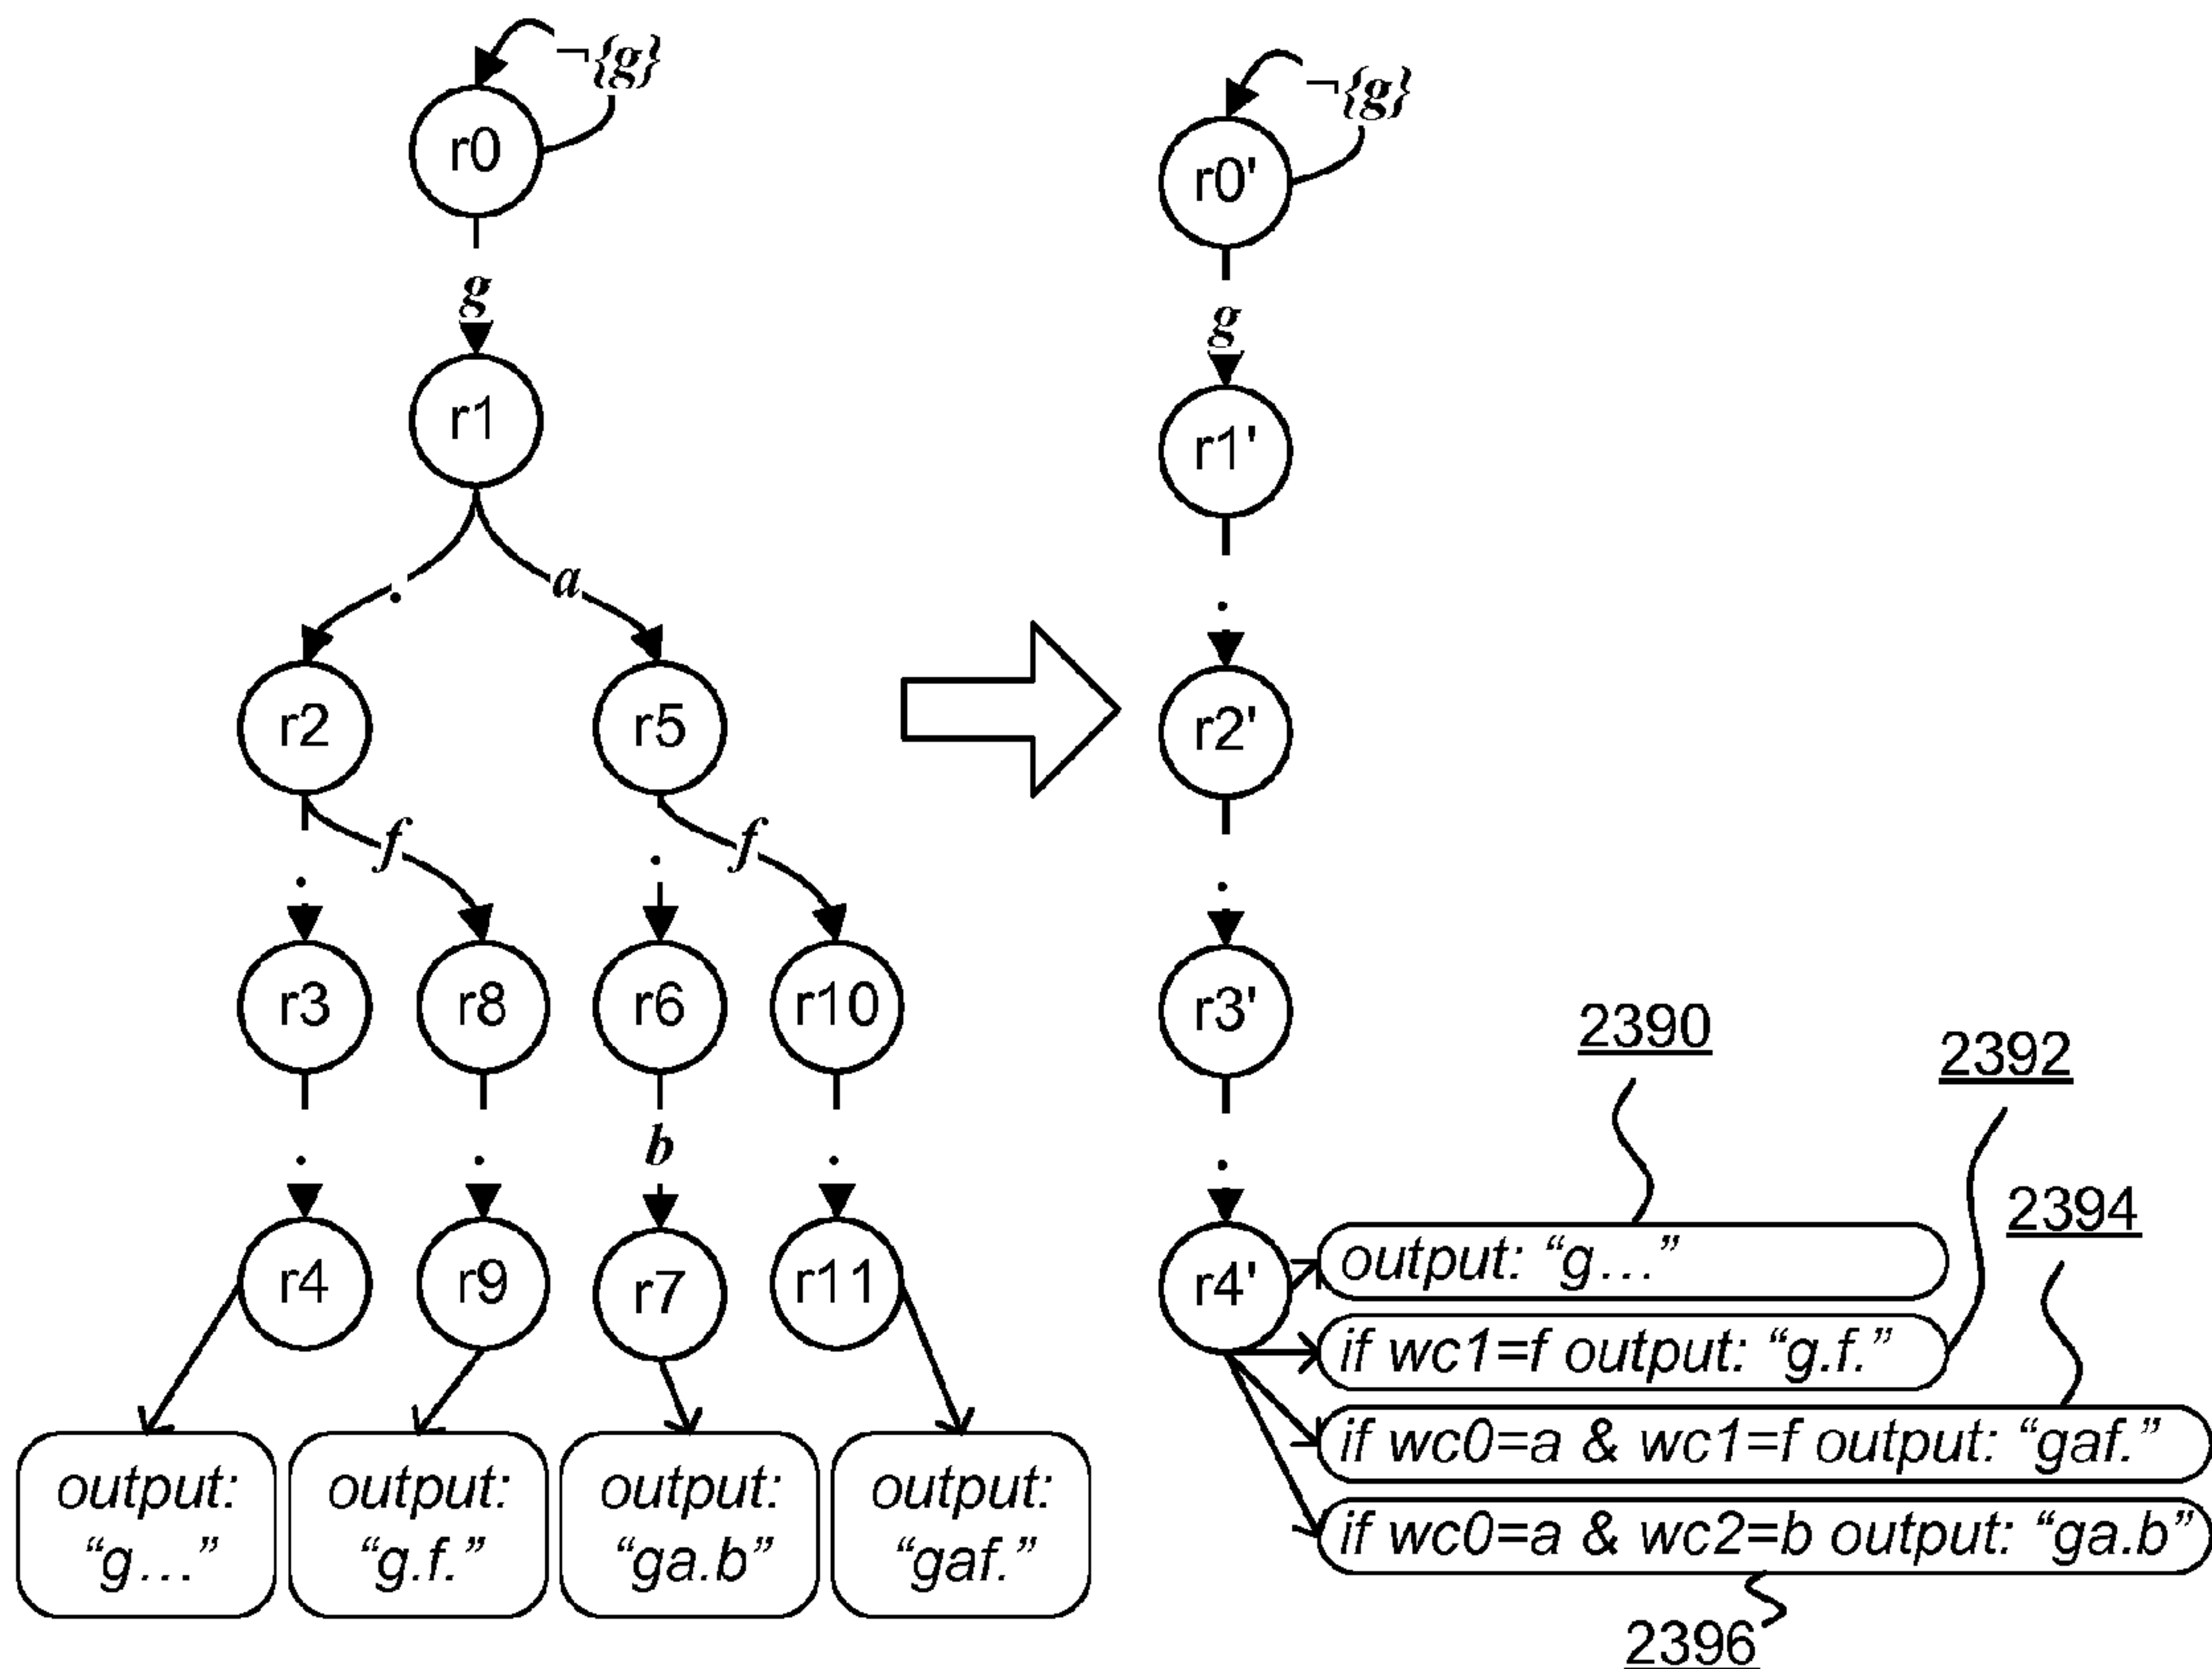 ¬{g}
r0
g
r1
.
a
r2
r5
.
f
.
f
r3
r8
r6
r10
.
.
b
.
r4
r9
r7
r11
output:
“g...”
output:
“g.f.”
output:
“ga.b”
output:
“gaf.”
¬{g}
r0'
g
r1'
.
r2'
.
r3'
.
r4'
2390
2392
2394
output: “g...”
if wc1=f output: “g.f.”
if wc0=a & wc1=f output: “gaf.”
if wc0=a & wc2=b output: “ga.b”
2396